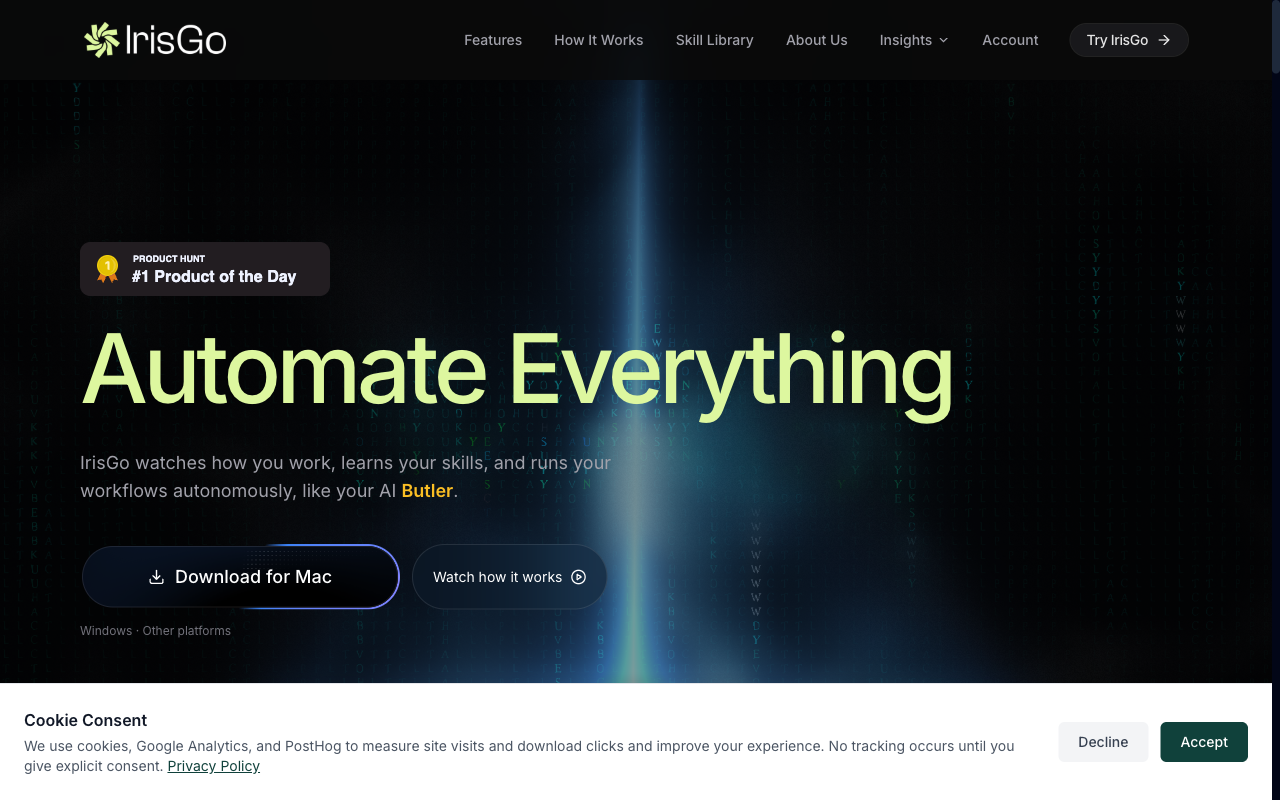 IrisGo
Features
How It Works
Skill Library
About Us
Insights
Account
Try IrisGo
1
PRODUCT HUNT
#1 Product of the Day
Automate Everything
IrisGo watches how you work, learns your skills, and runs your
workflows autonomously, like your AI Butler.
Download for Mac
Watch how it works
Windows · Other platforms
Cookie Consent
We use cookies, Google Analytics, and PostHog to measure site visits and download clicks and improve your experience. No tracking occurs until you
give explicit consent. Privacy Policy
Decline
Accept